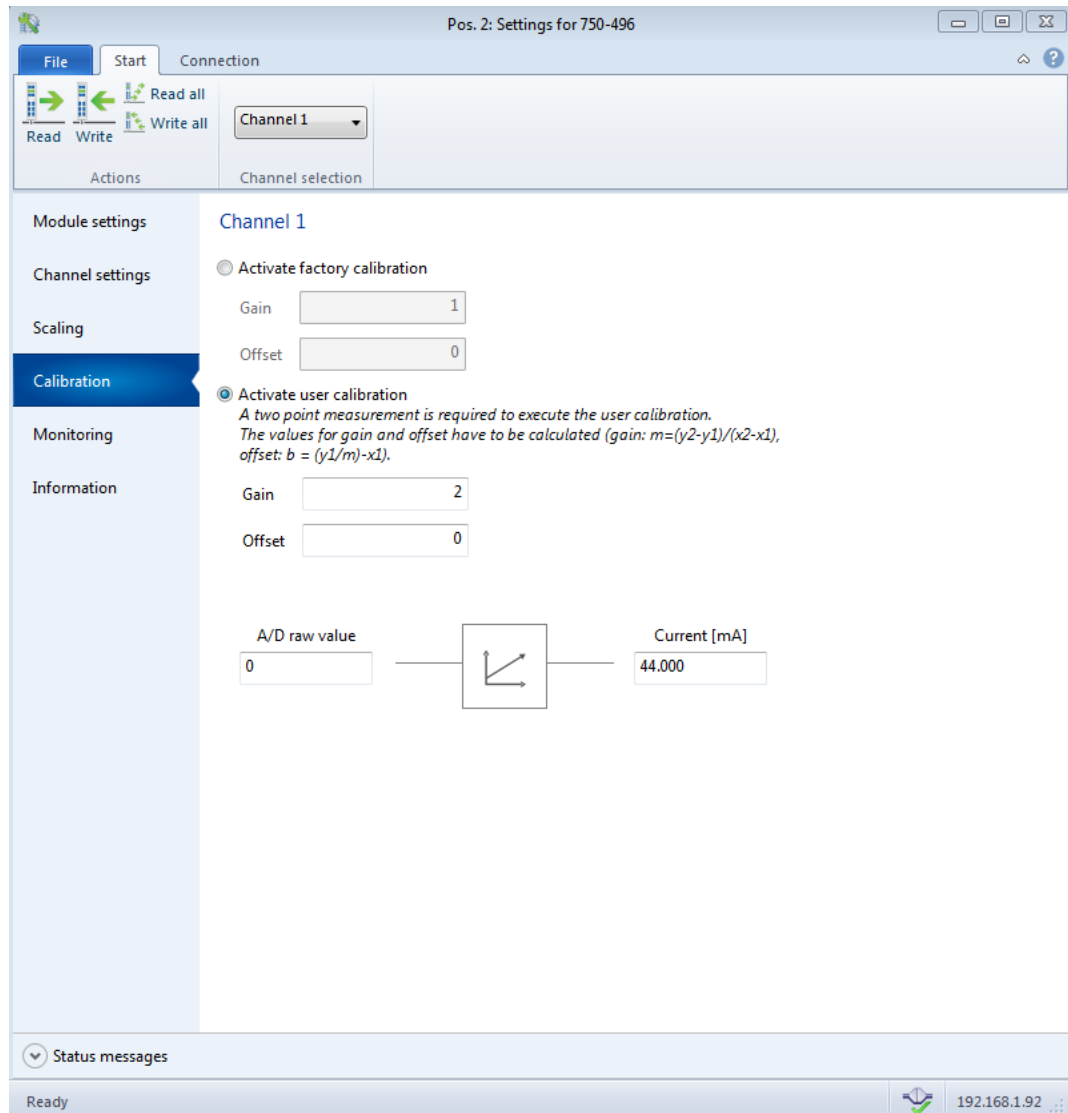 Pos. 2: Settings for 750-496
File Start Connection
Read all
Write all
Read Write
Channel 1
Actions Channel selection
Module settings
Channel settings
Scaling
Calibration
Monitoring
Information
Channel 1
Activate factory calibration
Gain 1
Offset 0
Activate user calibration
A two point measurement is required to execute the user calibration.
The values for gain and offset have to be calculated (gain: m=(y2-y1)/(x2-x1),
offset: b = (y1/m)-x1).
Gain 2
Offset 0
A/D raw value Current [mA]
0 44.000
Status messages
Ready 192.168.1.92